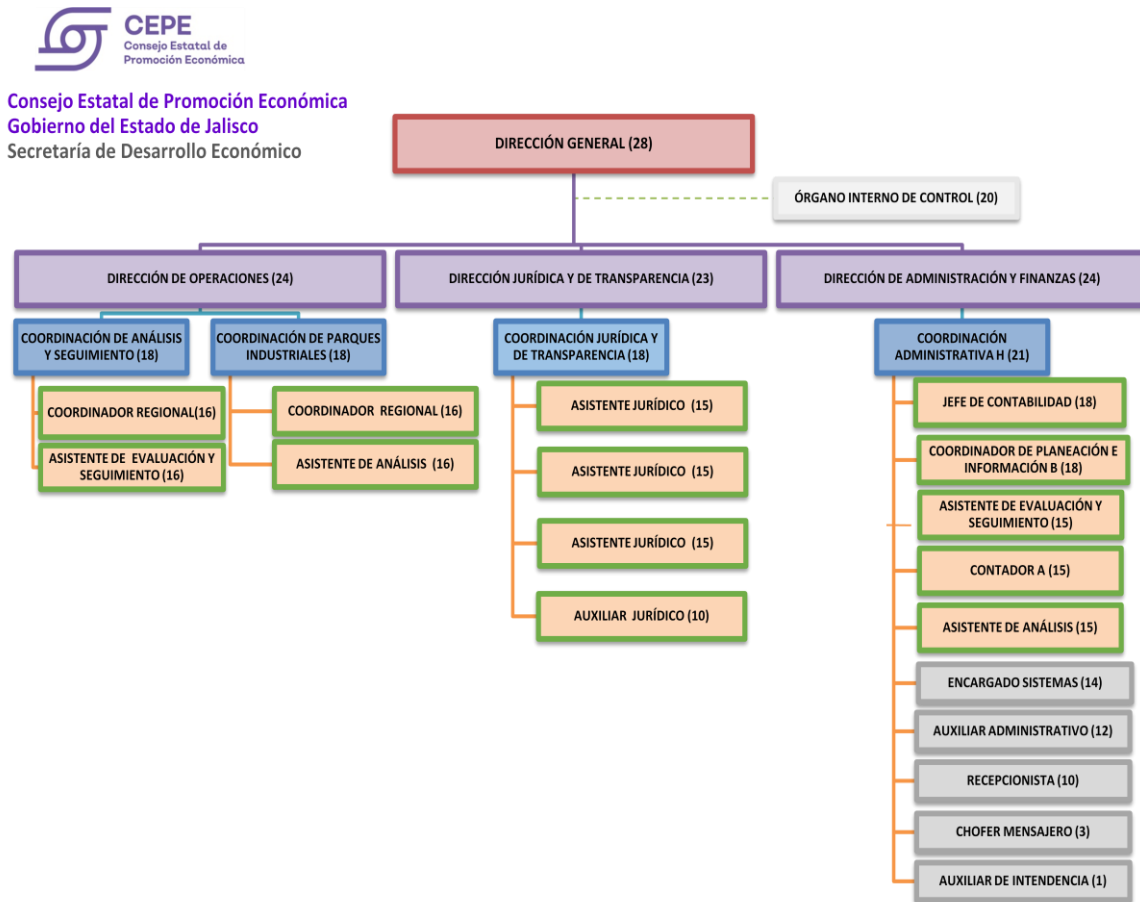 CEPE
Consejo Estatal de
Promoción Económica
Consejo Estatal de Promoción Económica
Gobierno del Estado de Jalisco
Secretaría de Desarrollo Económico
DIRECCIÓN GENERAL (28)
ÓRGANO INTERNO DE CONTROL (20)
DIRECCIÓN DE OPERACIONES (24)
DIRECCIÓN JURÍDICA Y DE TRANSPARENCIA (23)
DIRECCIÓN DE ADMINISTRACIÓN Y FINANZAS (24)
COORDINACIÓN DE ANÁLISIS
Y SEGUIMIENTO (18)
COORDINACIÓN DE PARQUES
INDUSTRIALES (18)
COORDINACIÓN JURÍDICA Y
DE TRANSPARENCIA (18)
COORDINACIÓN
ADMINISTRATIVA H (21)
COORDINADOR REGIONAL(16)
ASISTENTE DE EVALUACIÓN Y
SEGUIMIENTO (16)
COORDINADOR REGIONAL (16)
ASISTENTE DE ANÁLISIS (16)
ASISTENTE JURÍDICO (15)
ASISTENTE JURÍDICO (15)
ASISTENTE JURÍDICO (15)
AUXILIAR JURÍDICO (10)
JEFE DE CONTABILIDAD (18)
COORDINADOR DE PLANEACIÓN E
INFORMACIÓN B (18)
ASISTENTE DE EVALUACIÓN Y
SEGUIMIENTO (15)
CONTADOR A (15)
ASISTENTE DE ANÁLISIS (15)
ENCARGADO SISTEMAS (14)
AUXILIAR ADMINISTRATIVO (12)
RECEPCIONISTA (10)
CHOFER MENSAJERO (3)
AUXILIAR DE INTENDENCIA (1)